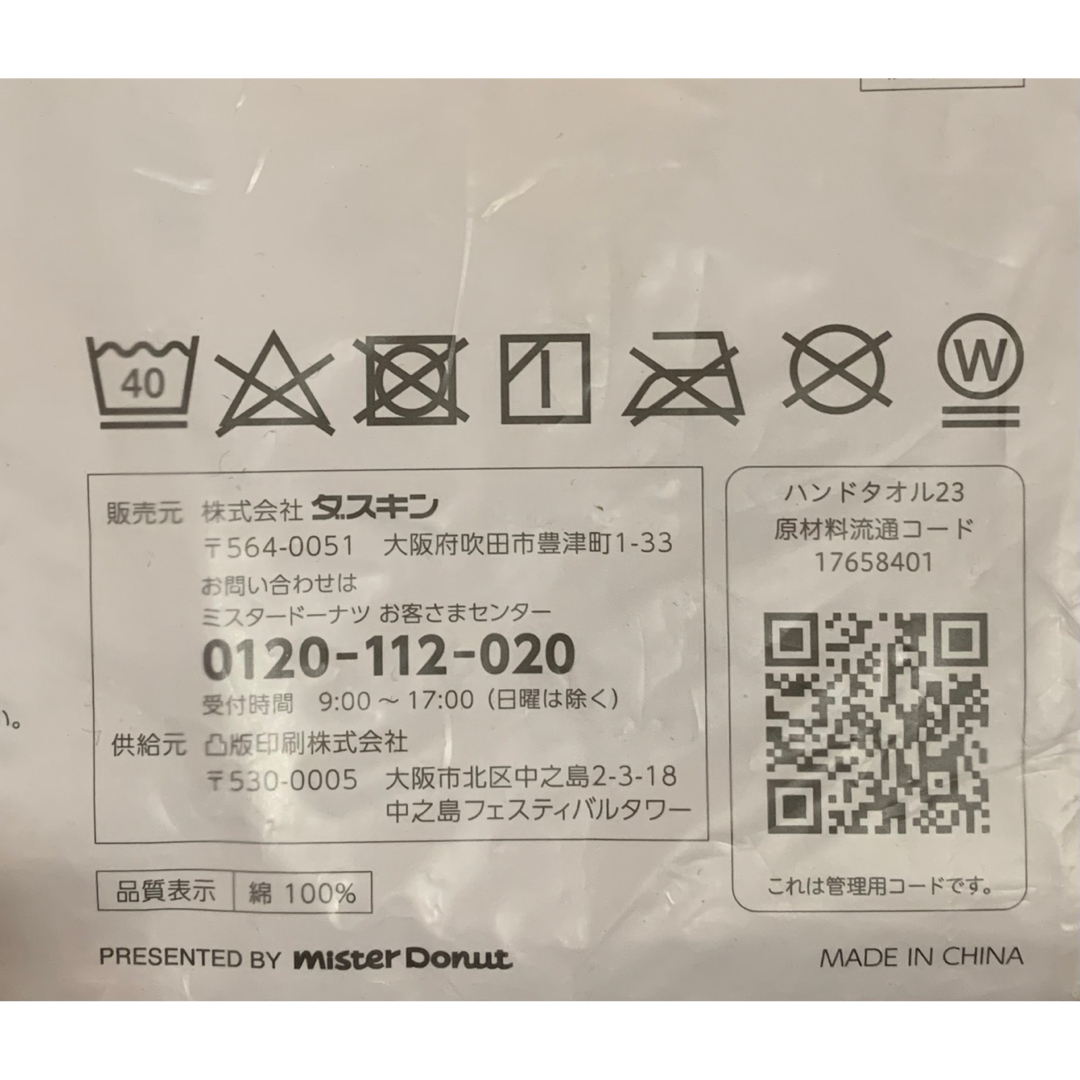 40
W
販売元 株式会社 ダスキン
〒564-0051 大阪府吹田市豊津町1-33
お問い合わせは
ミスタードーナツ お客さまセンター
0120-112-020
受付時間 9:00～17:00（日曜は除く）
い。
供給元 凸版印刷株式会社
〒530-0005 大阪市北区中之島2-3-18
中之島フェスティバルタワー
ハンドタオル23
原材料流通コード
17658401
これは管理用コードです。
品質表示 綿 100%
PRESENTED BY mister Donut
MADE IN CHINA